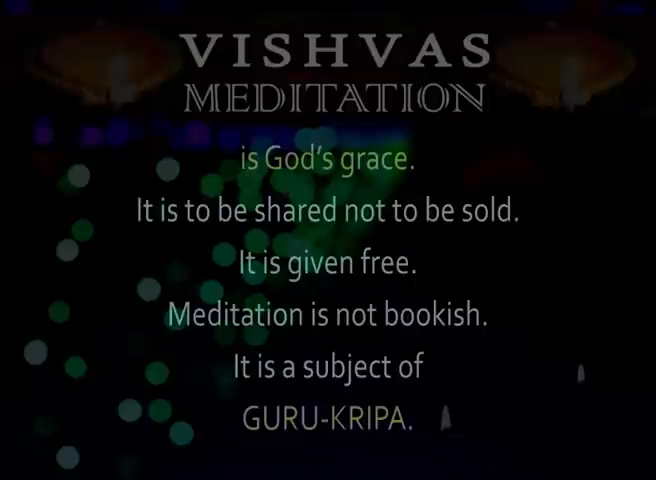 VISHVAS
MEDITATION
is God's grace.
It is to be shared not to be sold.
It is given free.
Meditation is not bookish.
It is a subject of
GURU-KRIPA.